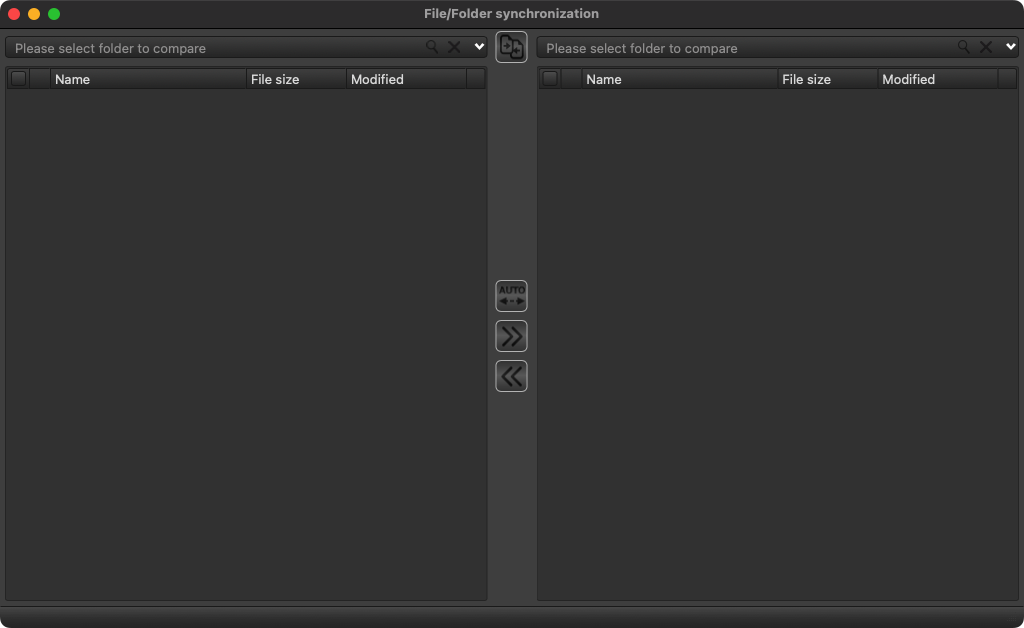 File/Folder synchronization
Please select folder to compare
Please select folder to compare
Name File size Modified
Name File size Modified
AUTO